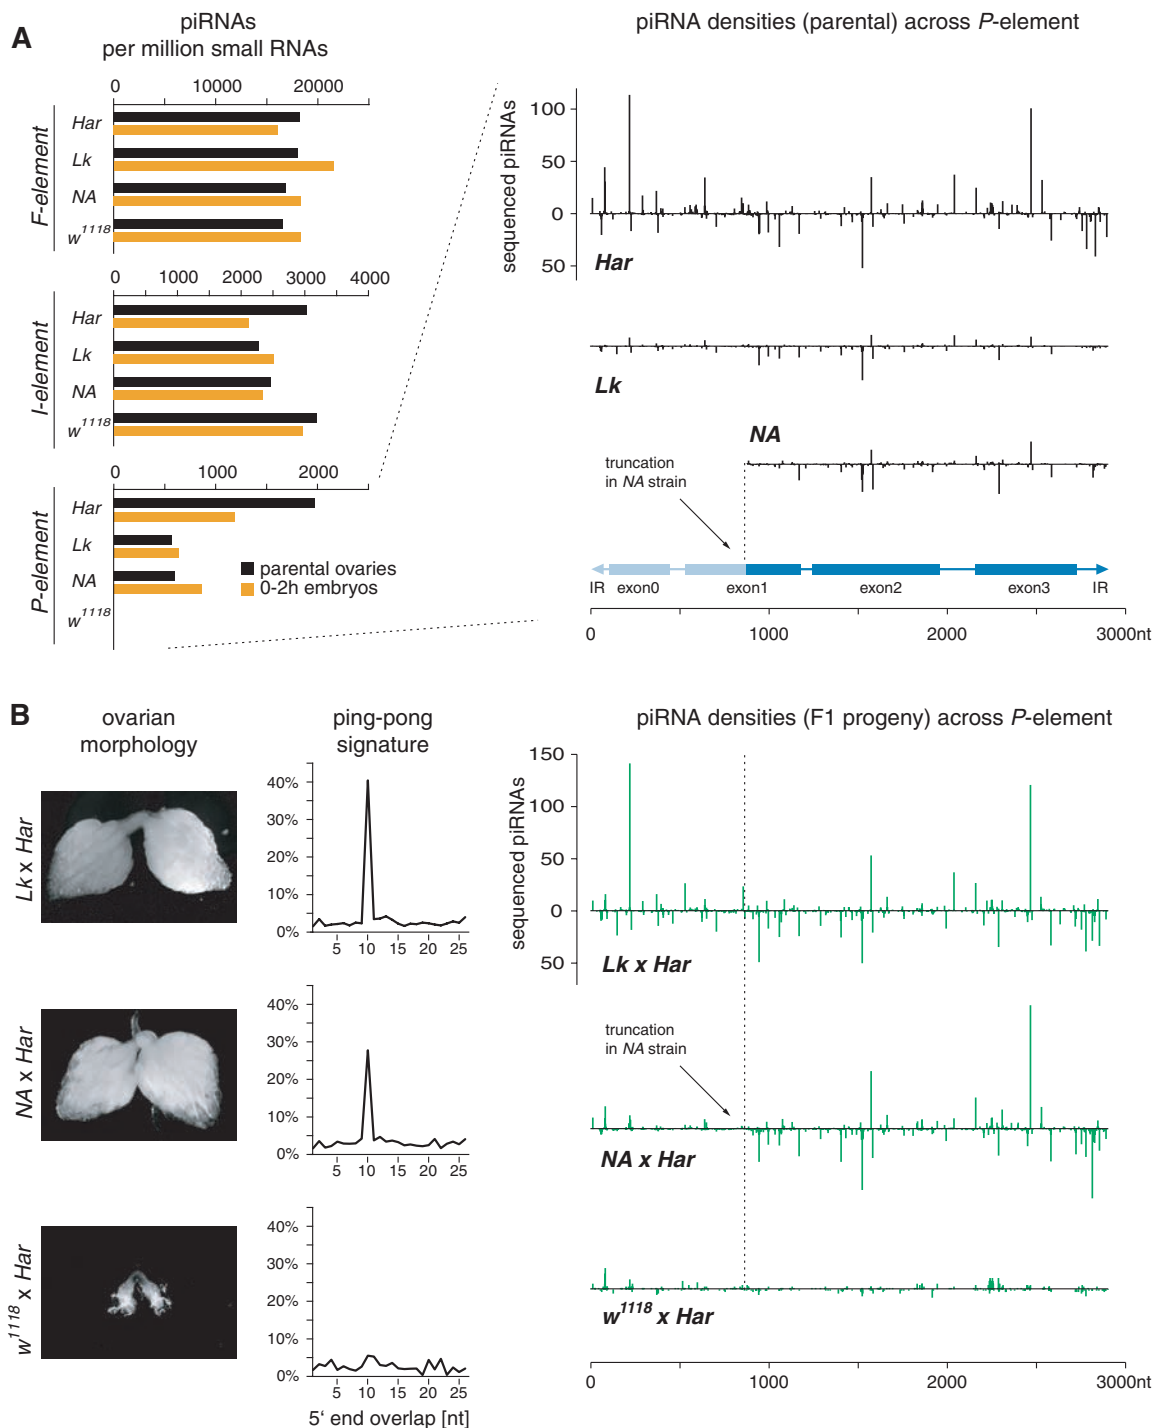 A
piRNAs
per million small RNAs
0 10000 20000
F-element
Har
Lk
NA
w1118
0 1000 2000 3000 4000
I-element
Har
Lk
NA
w1118
0 1000 2000
P-element
Har
Lk
NA
w1118
parental ovaries
0-2h embryos
piRNA densities (parental) across P-element
sequenced piRNAs
100
50
0
50
Har
Lk
NA
truncation
in NA strain
IR exon0 exon1 exon2 exon3 IR
0 1000 2000 3000nt
B
ovarian
morphology
ping-pong
signature
piRNA densities (F1 progeny) across P-element
Lk x Har
40%
30%
20%
10%
0%
5 10 15 20 25
sequenced piRNAs
150
100
50
0
50
Lk x Har
NA x Har
40%
30%
20%
10%
0%
5 10 15 20 25
truncation
in NA strain
NA x Har
w1118 x Har
40%
30%
20%
10%
0%
5 10 15 20 25
5‘ end overlap [nt]
w1118 x Har
0 1000 2000 3000nt